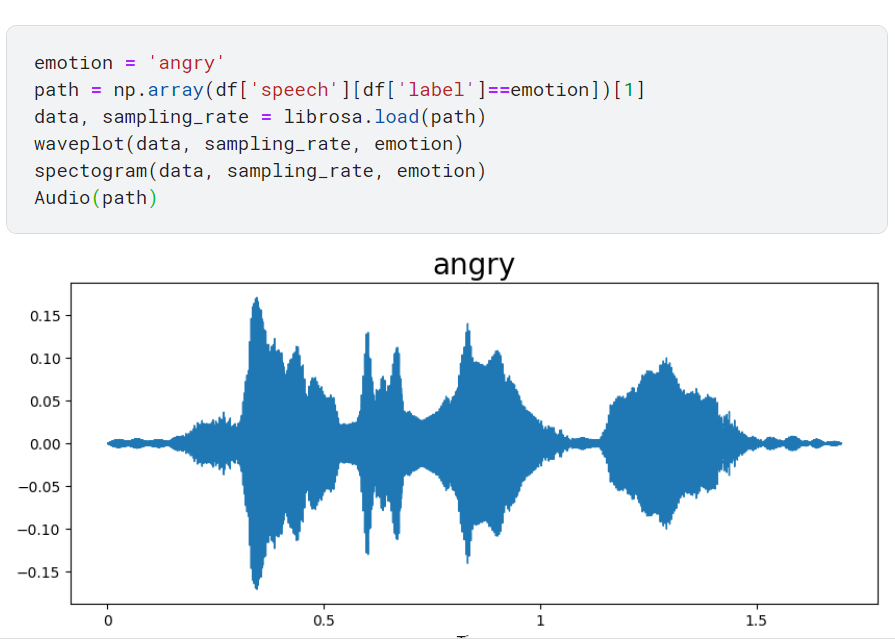 emotion = 'angry'
path = np.array(df['speech'][df['label']==emotion])[1]
data, sampling_rate = librosa.load(path)
waveplot(data, sampling_rate, emotion)
spectogram(data, sampling_rate, emotion)
Audio(path)
angry
0.15
0.10
0.05
0.00
−0.05
−0.10
−0.15
0 0.5 1 1.5